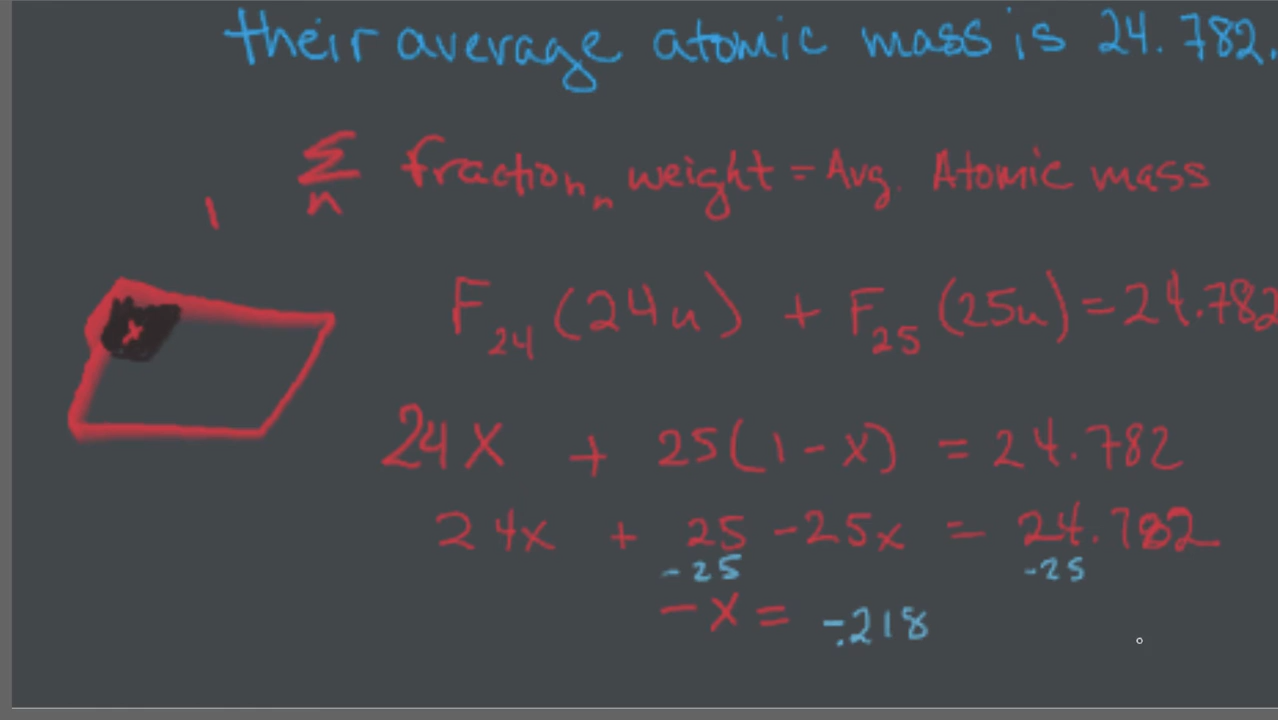 their average atomic mass is 24.782.
Σ fraction n weight = Avg. Atomic mass
n n
1
F24 (24u) + F25 (25u) = 24.782
x
24x + 25(1-x) = 24.782
24x + 25 -25x = 24.782
-25 -25
-x = -.218